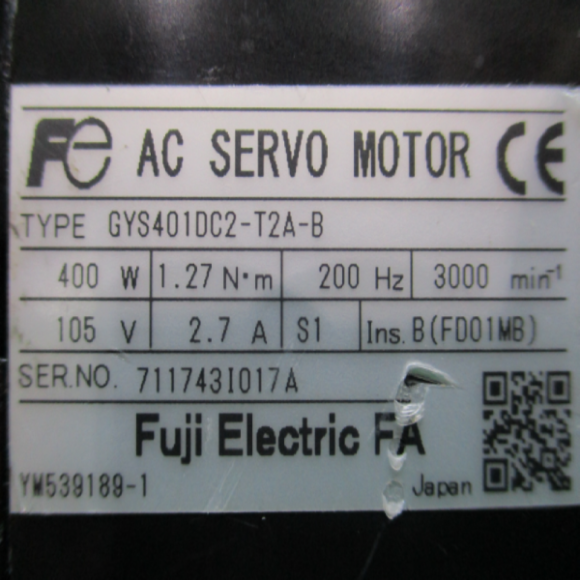 Fe AC SERVO MOTOR CE
TYPE GYS401DC2-T2A-B
400 W 1.27 N·m 200 Hz 3000 min⁻¹
105 V 2.7 A S1 Ins. B(FD01MB)
SER.NO. 711743I017A
Fuji Electric FA
YM539189-1 Japan